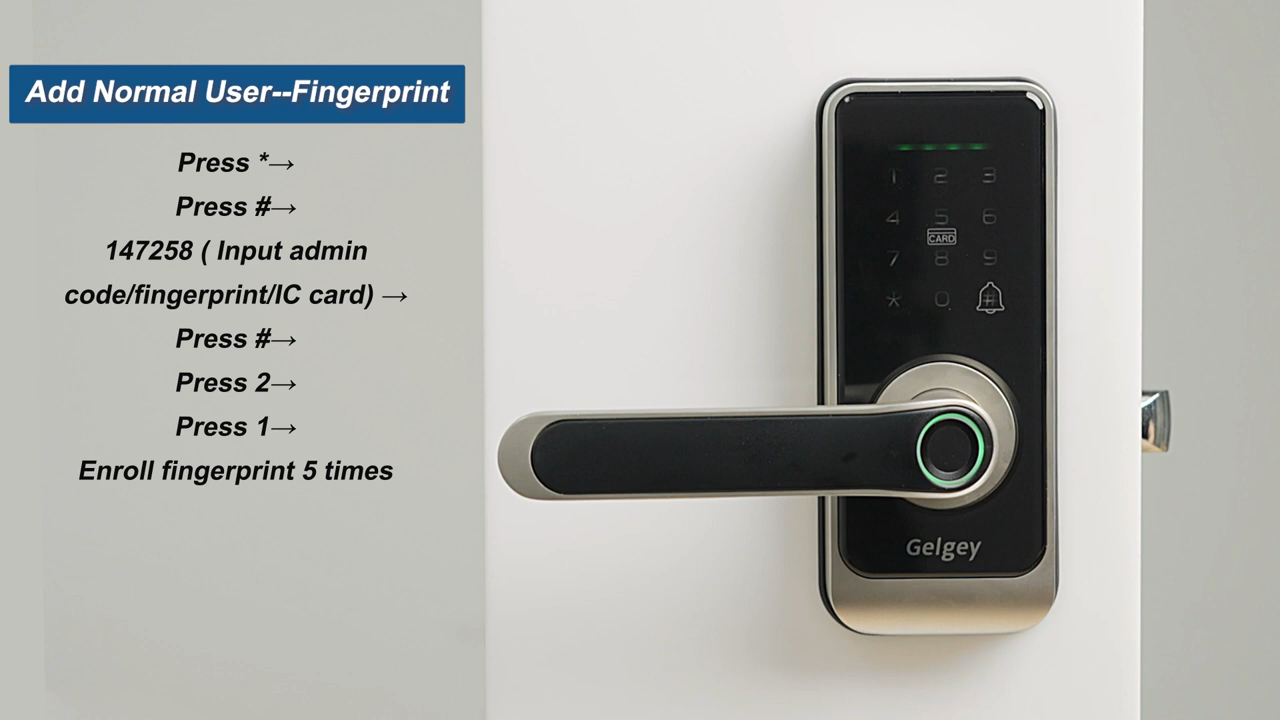 Add Normal User--Fingerprint
Press *→
Press #→
147258 ( Input admin
code/fingerprint/IC card) →
Press #→
Press 2→
Press 1→
Enroll fingerprint 5 times
1 2 3
4 5 6
CARD
7 8 9
* 0 #
Gelgey